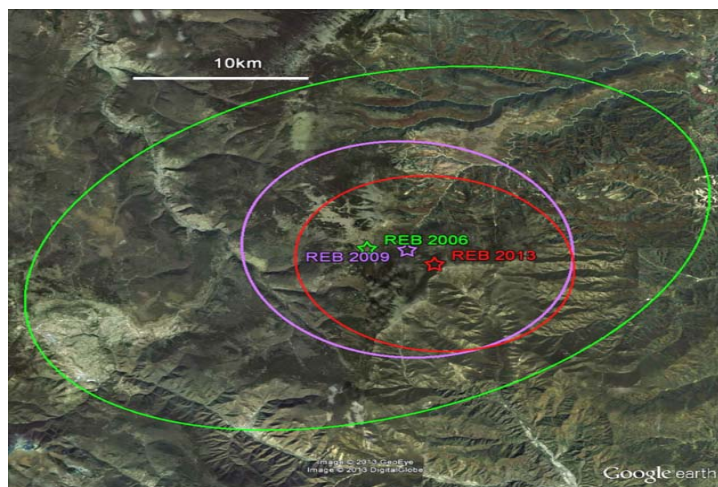 10km
REB 2006
REB 2009
REB 2013
Image © 2013 GeoEye
Image © 2013 DigitalGlobe
Google earth